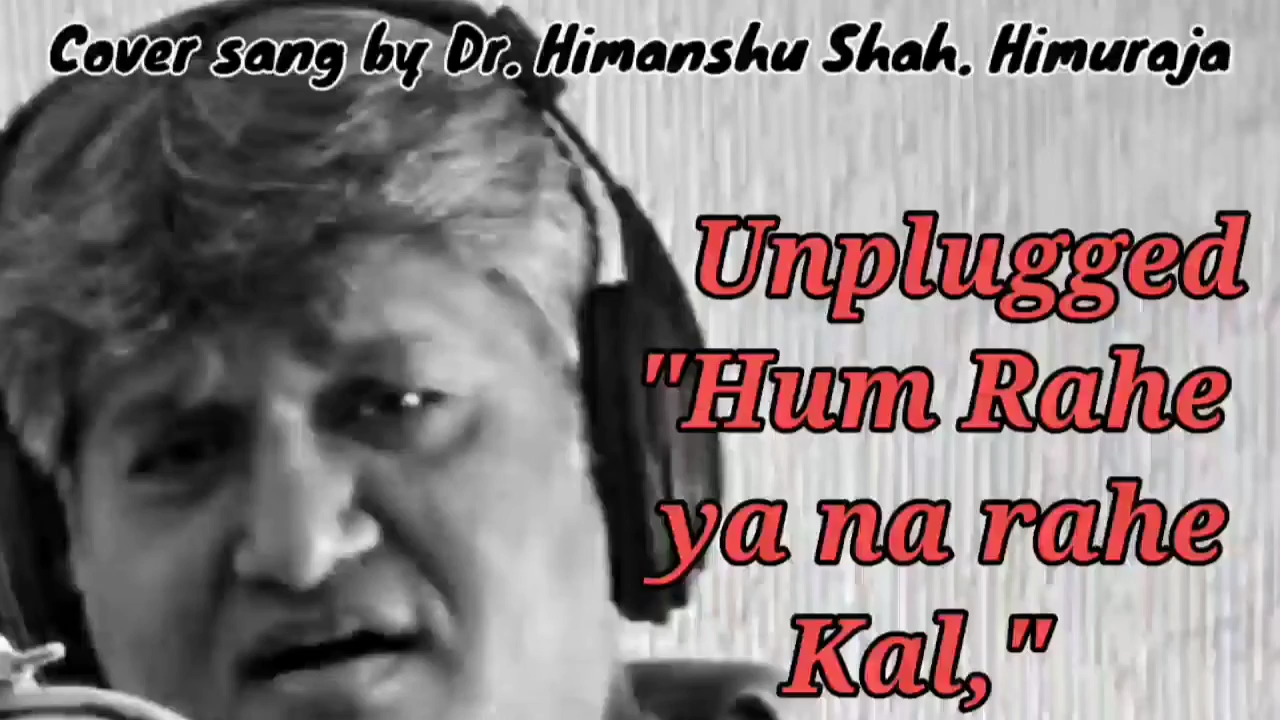 Cover sang by Dr. Himanshu Shah. Himuraja
Unplugged
"Hum Rahe
ya na rahe
Kal,"